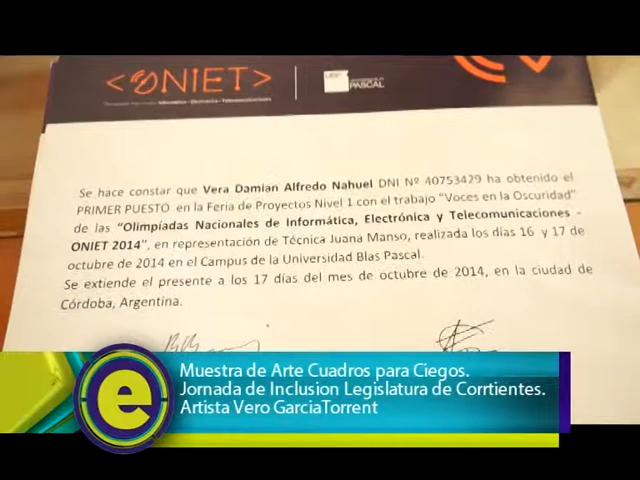 <ONIET>
UBP
PASCAL
Se hace constar que Vera Damian Alfredo Nahuel DNI Nº 40753429 ha obtenido el
PRIMER PUESTO en la Feria de Proyectos Nivel 1 con el trabajo "Voces en la Oscuridad"
de las "Olimpíadas Nacionales de Informática, Electrónica y Telecomunicaciones -
ONIET 2014", en representación de Técnica Juana Manso, realizada los días 16 y 17 de
octubre de 2014 en el Campus de la Universidad Blas Pascal.
Se extiende el presente a los 17 días del mes de octubre de 2014, en la ciudad de
Córdoba, Argentina.
e
Muestra de Arte Cuadros para Ciegos.
Jornada de Inclusion Legislatura de Corrtientes.
Artista Vero GarciaTorrent